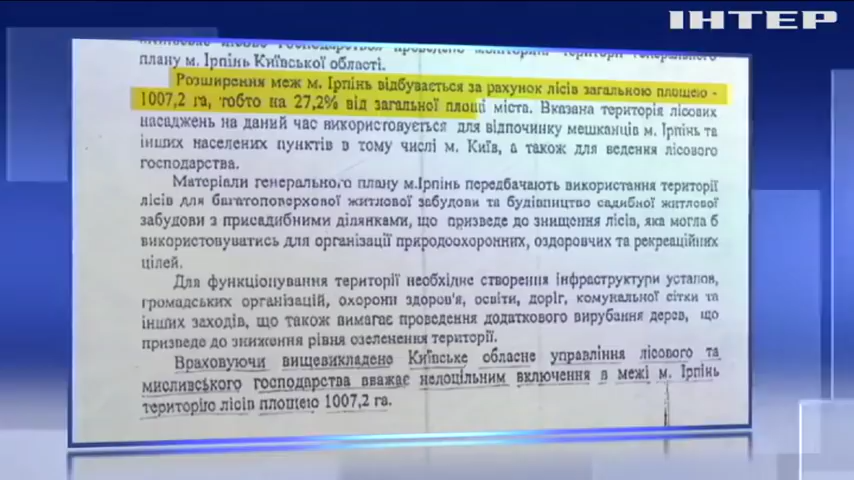 ІНТЕР
плану м. Ірпінь Київської області.
Розширення меж м. Ірпінь відбувається за рахунок лісів загальною площею -
1007,2 га, тобто на 27,2% від загальної площі міста. Вказана територія лісових
насаджень на даний час використовується для відпочинку мешканців м. Ірпінь та
інших населених пунктів в тому числі м. Київ, а також для ведення лісового
господарства.
Матеріали генерального плану м.Ірпінь передбачають використання території
лісів для багатоповерхової житлової забудови та будівництво садибної житлової
забудови з присадибними ділянками, що призведе до знищення лісів, яка могла б
використовуватись для організації природоохоронних, оздоровчих та рекреаційних
цілей.
Для функціонування території необхідне створення інфраструктури установ,
громадських організацій, охорони здоров'я, освіти, доріг, комунальної сітки та
інших заходів, що також вимагає проведення додаткового вирубання дерев, що
призведе до зниження рівня озеленення території.
Враховуючи вищевикладено Київське обласне управління лісового та
мисливського господарства вважає недоцільним включення в межі м. Ірпінь
територію лісів площею 1007,2 га.